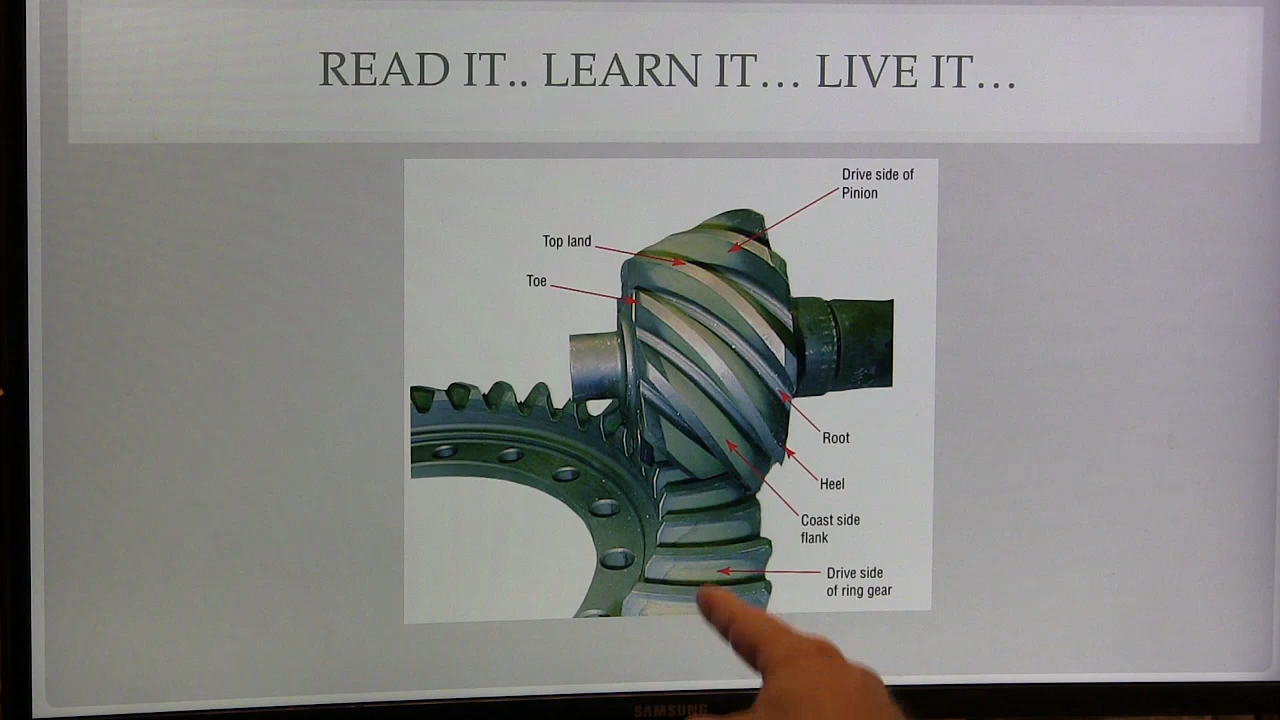 READ IT.. LEARN IT... LIVE IT...
Drive side of
Pinion
Top land
Toe
Root
Heel
Coast side
flank
Drive side
of ring gear
SAMSUNG